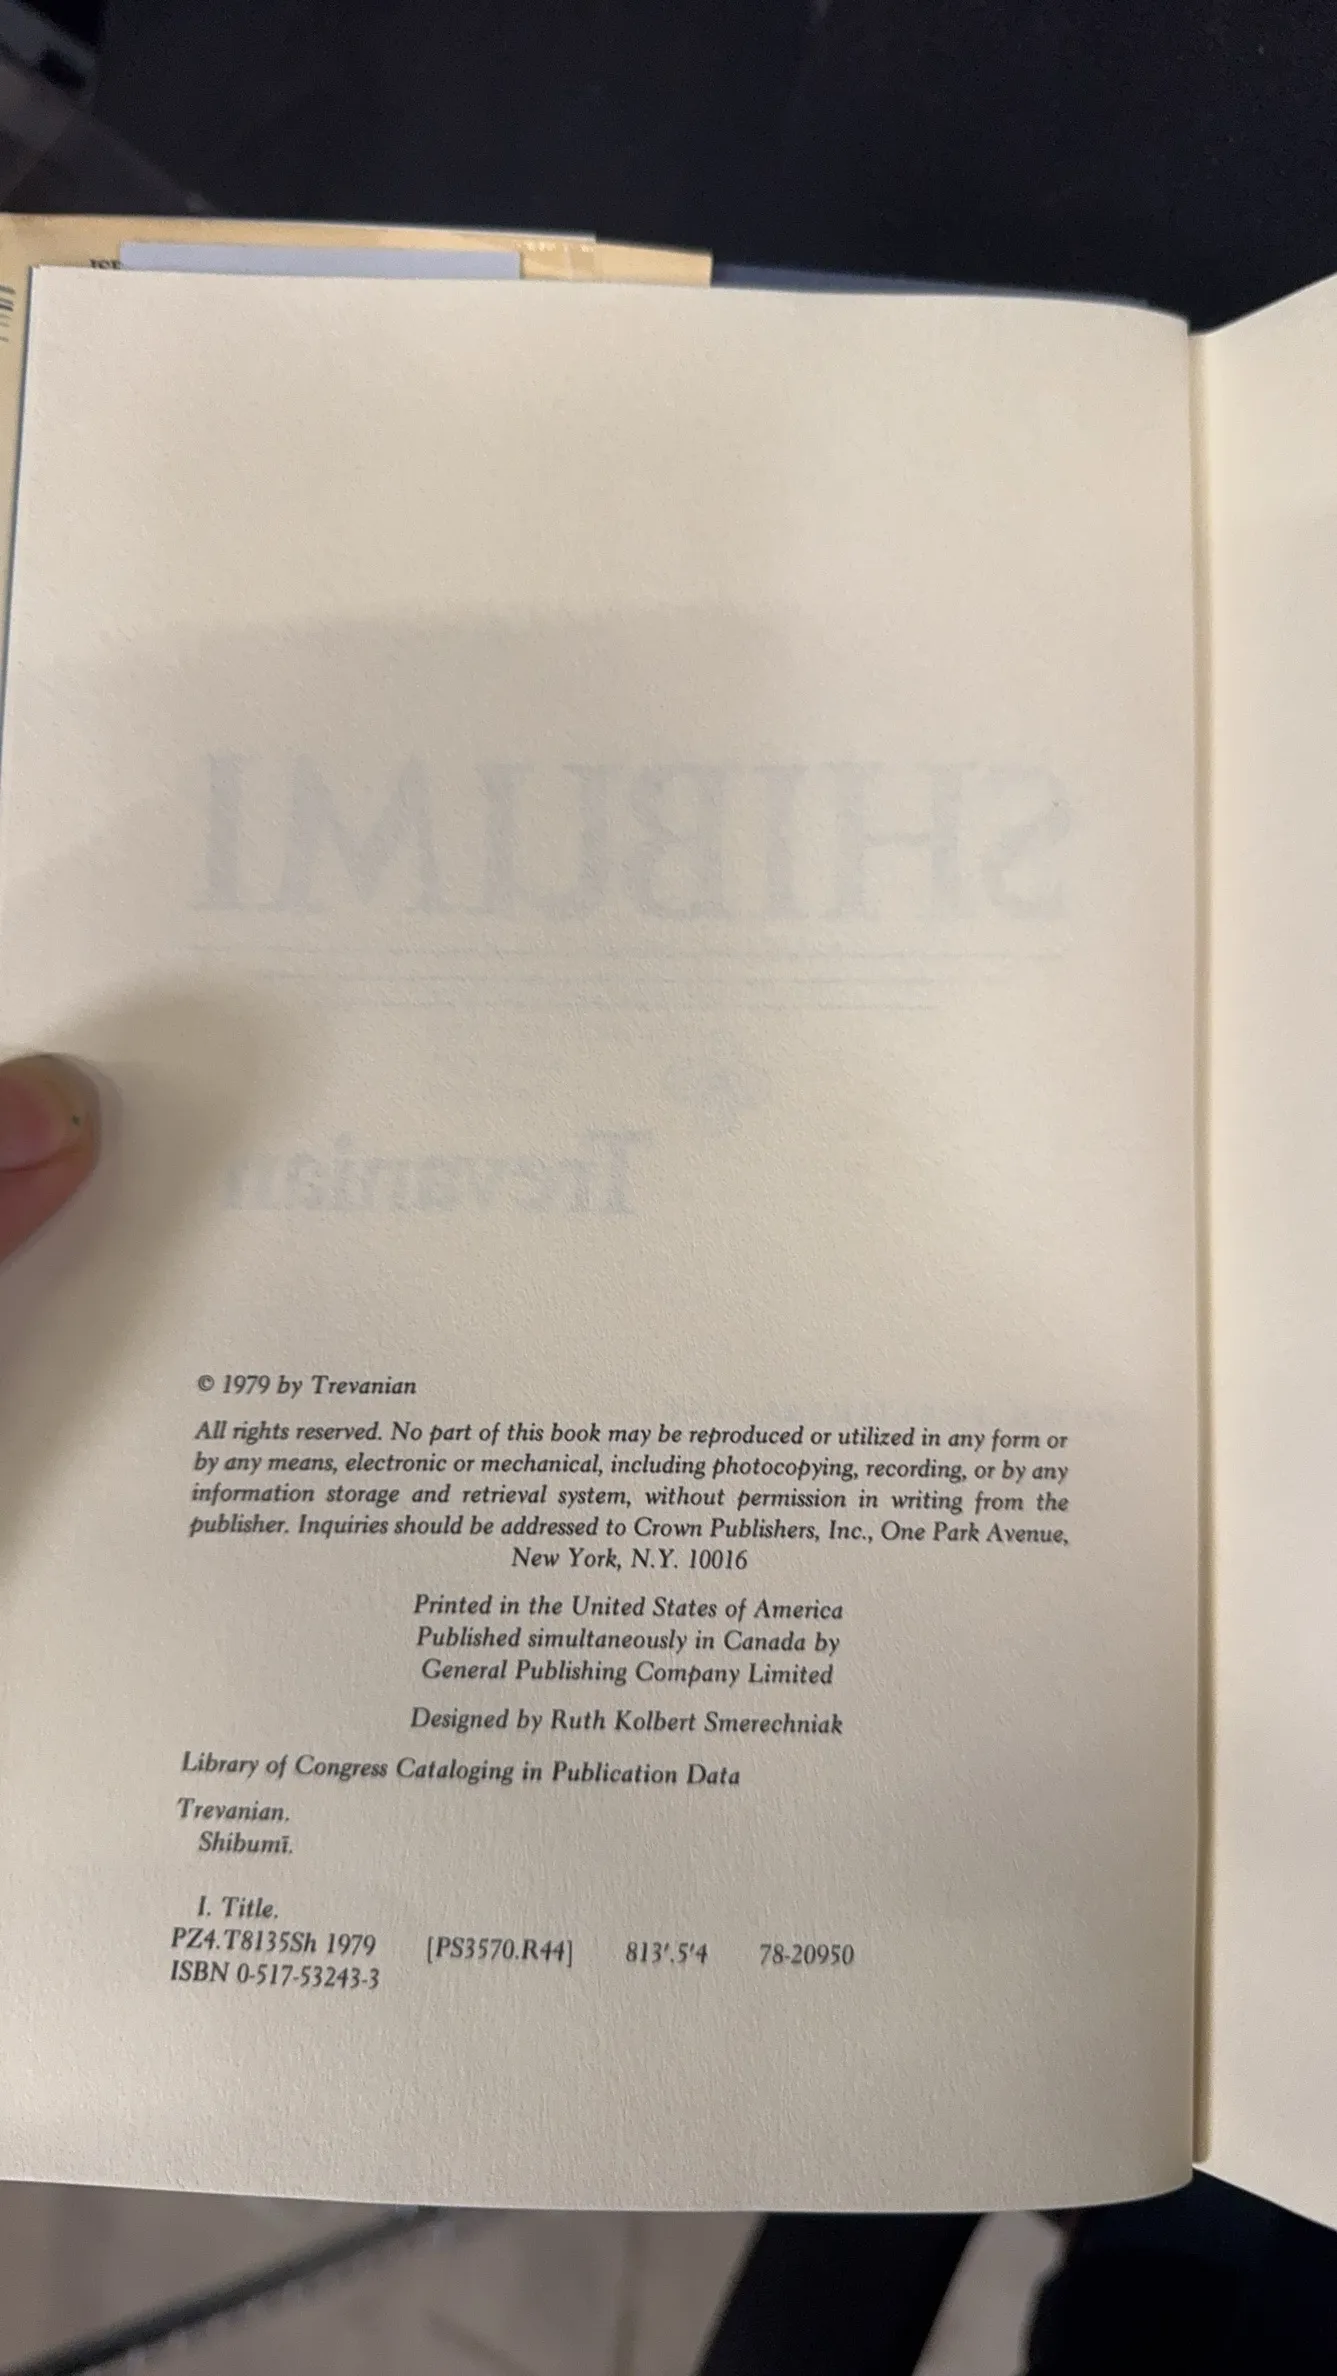 ISB
SHIBUMI
Trevanian
© 1979 by Trevanian
All rights reserved. No part of this book may be reproduced or utilized in any form or
by any means, electronic or mechanical, including photocopying, recording, or by any
information storage and retrieval system, without permission in writing from the
publisher. Inquiries should be addressed to Crown Publishers, Inc., One Park Avenue,
New York, N.Y. 10016
Printed in the United States of America
Published simultaneously in Canada by
General Publishing Company Limited
Designed by Ruth Kolbert Smerechniak
Library of Congress Cataloging in Publication Data
Trevanian.
Shibumī.
I. Title.
PZ4.T8135Sh 1979 [PS3570.R44] 813'.5'4 78-20950
ISBN 0-517-53243-3